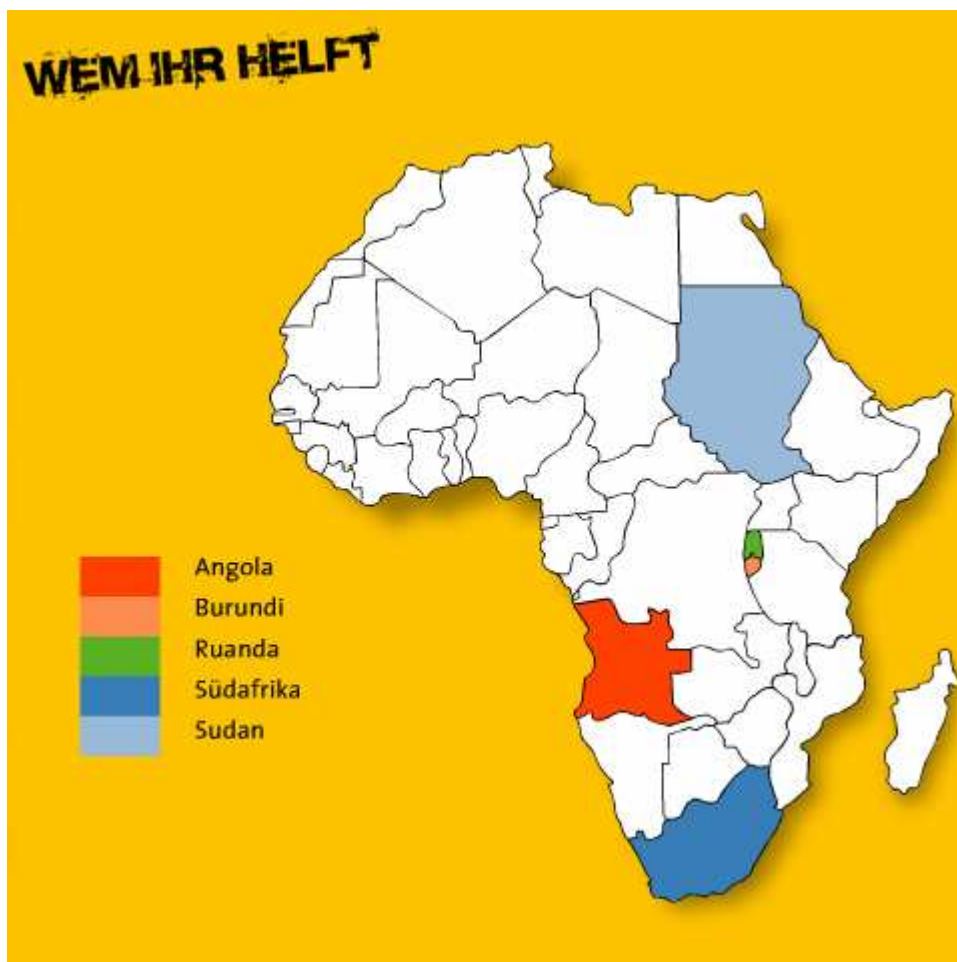 WEM IHR HELFT
Angola
Burundi
Ruanda
Südafrika
Sudan